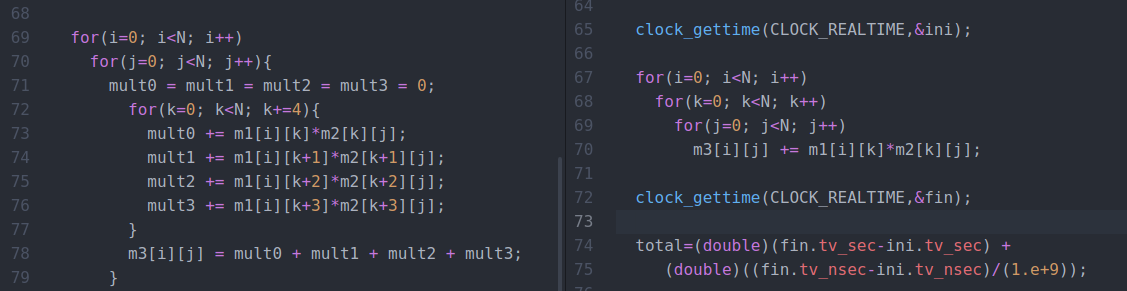 68
69 for(i=0; i<N; i++)
70 for(j=0; j<N; j++){
71 mult0 = mult1 = mult2 = mult3 = 0;
72 for(k=0; k<N; k+=4){
73 mult0 += m1[i][k]*m2[k][j];
74 mult1 += m1[i][k+1]*m2[k+1][j];
75 mult2 += m1[i][k+2]*m2[k+2][j];
76 mult3 += m1[i][k+3]*m2[k+3][j];
77 }
78 m3[i][j] = mult0 + mult1 + mult2 + mult3;
79 }
64
65 clock_gettime(CLOCK_REALTIME,&ini);
66
67 for(i=0; i<N; i++)
68 for(k=0; k<N; k++)
69 for(j=0; j<N; j++)
70 m3[i][j] += m1[i][k]*m2[k][j];
71
72 clock_gettime(CLOCK_REALTIME,&fin);
73
74 total=(double)(fin.tv_sec-ini.tv_sec) +
75 (double)((fin.tv_nsec-ini.tv_nsec)/(1.e+9));